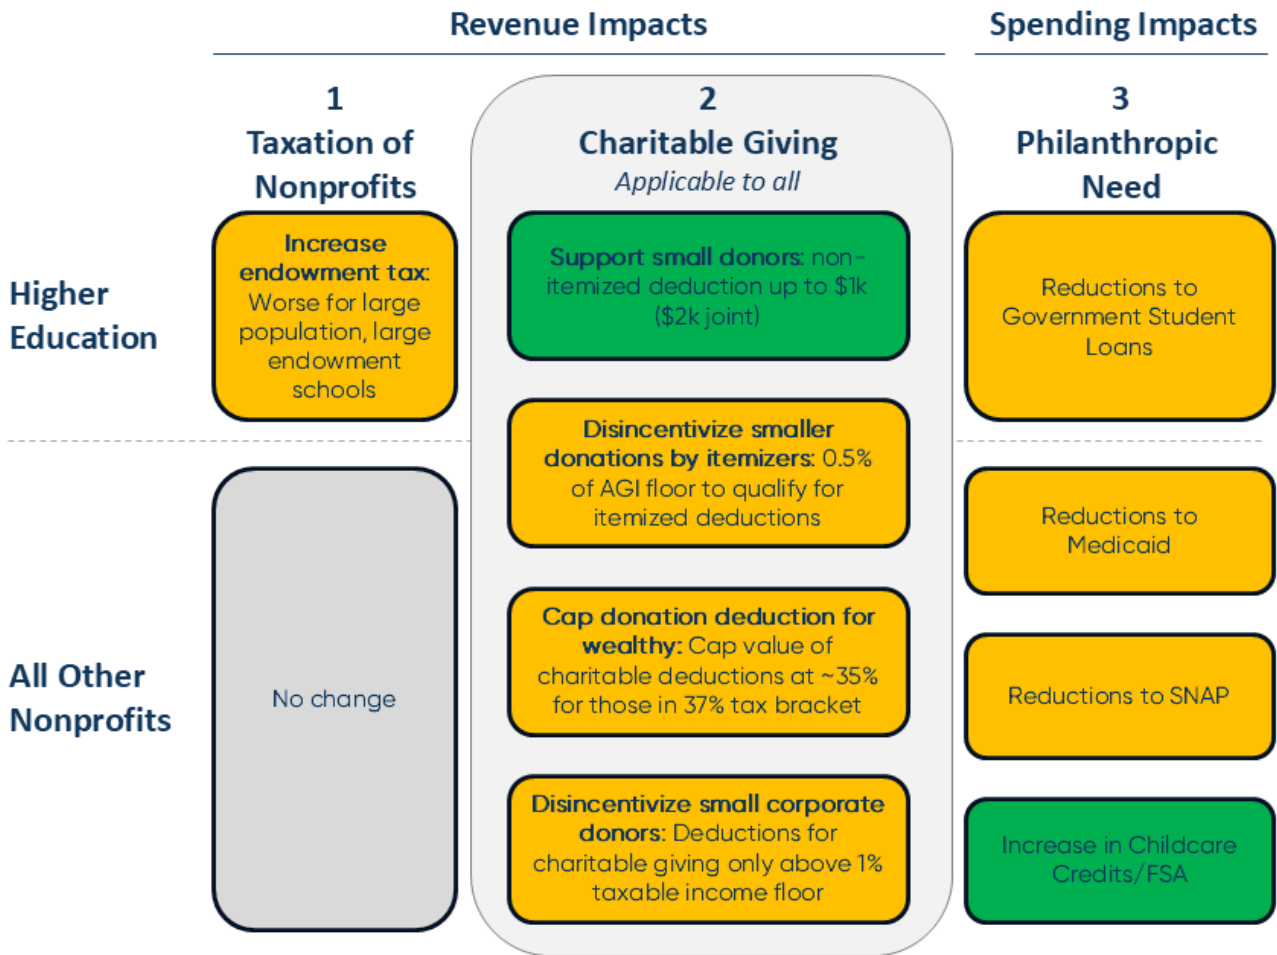 Revenue Impacts
Spending Impacts
1
Taxation of
Nonprofits
2
Charitable Giving
Applicable to all
3
Philanthropic
Need
Higher
Education
Increase
endowment tax:
Worse for large
population, large
endowment
schools
Support small donors: non-
itemized deduction up to $1k
($2k joint)
Reductions to
Government Student
Loans
Disincentivize smaller
donations by itemizers: 0.5%
of AGI floor to qualify for
itemized deductions
All Other
Nonprofits
No change
Cap donation deduction for
wealthy: Cap value of
charitable deductions at ~35%
for those in 37% tax bracket
Disincentivize small corporate
donors: Deductions for
charitable giving only above 1%
taxable income floor
Reductions to
Medicaid
Reductions to SNAP
Increase in Childcare
Credits/FSA